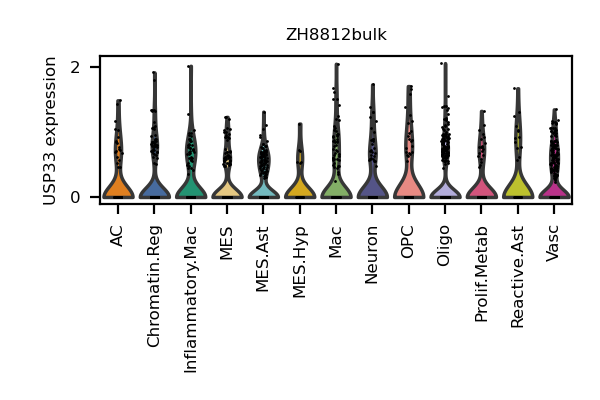 ZH8812bulk
USP33 expression
2
0
AC
Chromatin.Reg
Inflammatory.Mac
MES
MES.Ast
MES.Hyp
Mac
Neuron
OPC
Oligo
Prolif.Metab
Reactive.Ast
Vasc